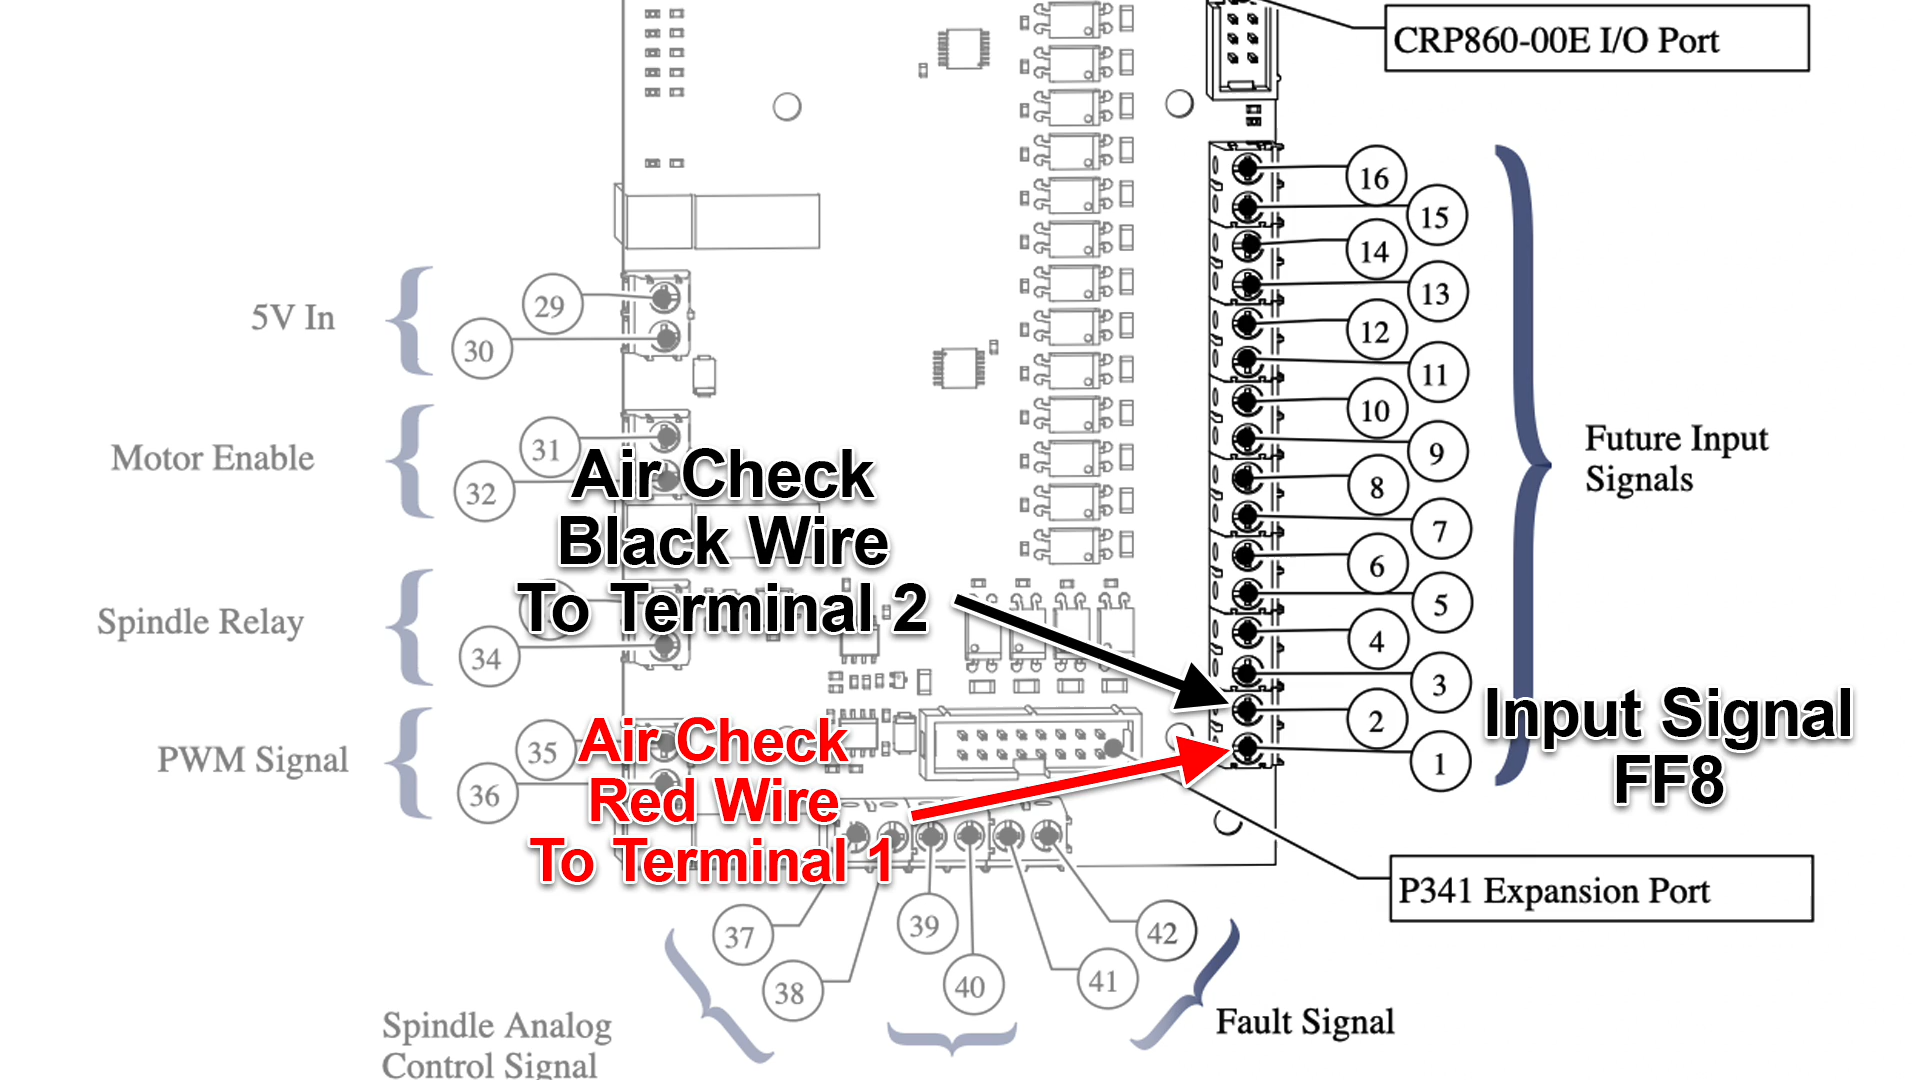 CRP860-00E I/O Port
16
15
14
13
12
11
10
9
8
7
6
5
4
3
2
1
Future Input
Signals
Input Signal
FF8
5V In
29
30
Motor Enable
31
32
Air Check
Black Wire
To Terminal 2
Spindle Relay
34
PWM Signal
35
36
Air Check
Red Wire
To Terminal 1
P341 Expansion Port
37
38
39
40
41
42
Spindle Analog
Control Signal
Fault Signal